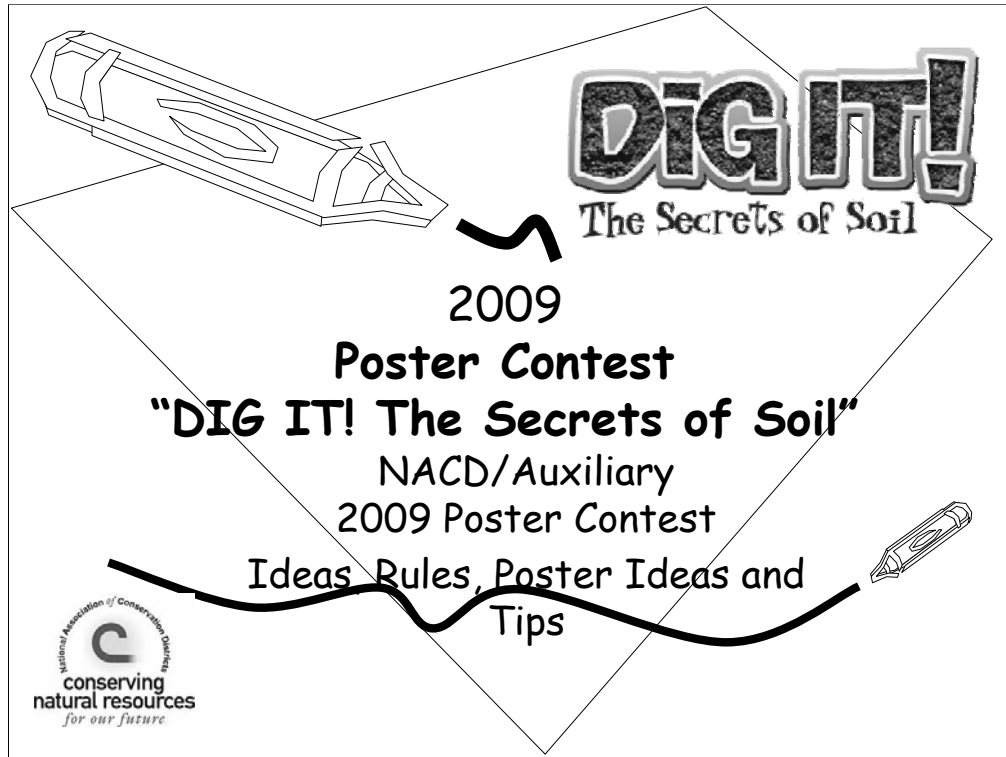 DiG IT!
The Secrets of Soil
2009
Poster Contest
“DIG IT! The Secrets of Soil”
NACD/Auxiliary
2009 Poster Contest
Ideas, Rules, Poster Ideas and
Tips
National Association of Conservation Districts
conserving
natural resources
for our future